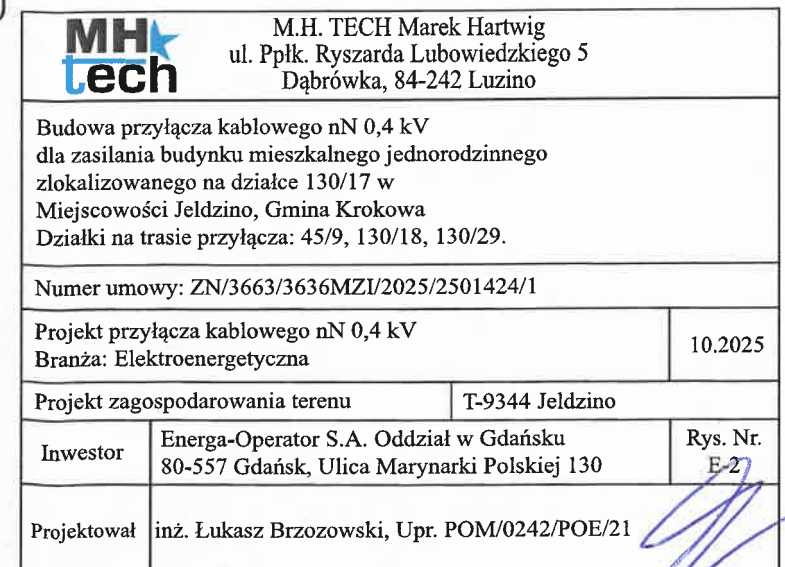 MH
tech
M.H. TECH Marek Hartwig
ul. Ppłk. Ryszarda Lubowiedzkiego 5
Dąbrówka, 84-242 Luzino
Budowa przyłącza kablowego nN 0,4 kV
dla zasilania budynku mieszkalnego jednorodzinnego
zlokalizowanego na działce 130/17 w
Miejscowości Jeldzino, Gmina Krokowa
Działki na trasie przyłącza: 45/9, 130/18, 130/29.
Numer umowy: ZN/3663/3636MZI/2025/2501424/1
Projekt przyłącza kablowego nN 0,4 kV
Branża: Elektroenergetyczna
10.2025
Projekt zagospodarowania terenu
T-9344 Jeldzino
Inwestor
Energa-Operator S.A. Oddział w Gdańsku
80-557 Gdańsk, Ulica Marynarki Polskiej 130
Rys. Nr.
E-2
Projektował
inż. Łukasz Brzozowski, Upr. POM/0242/POE/21